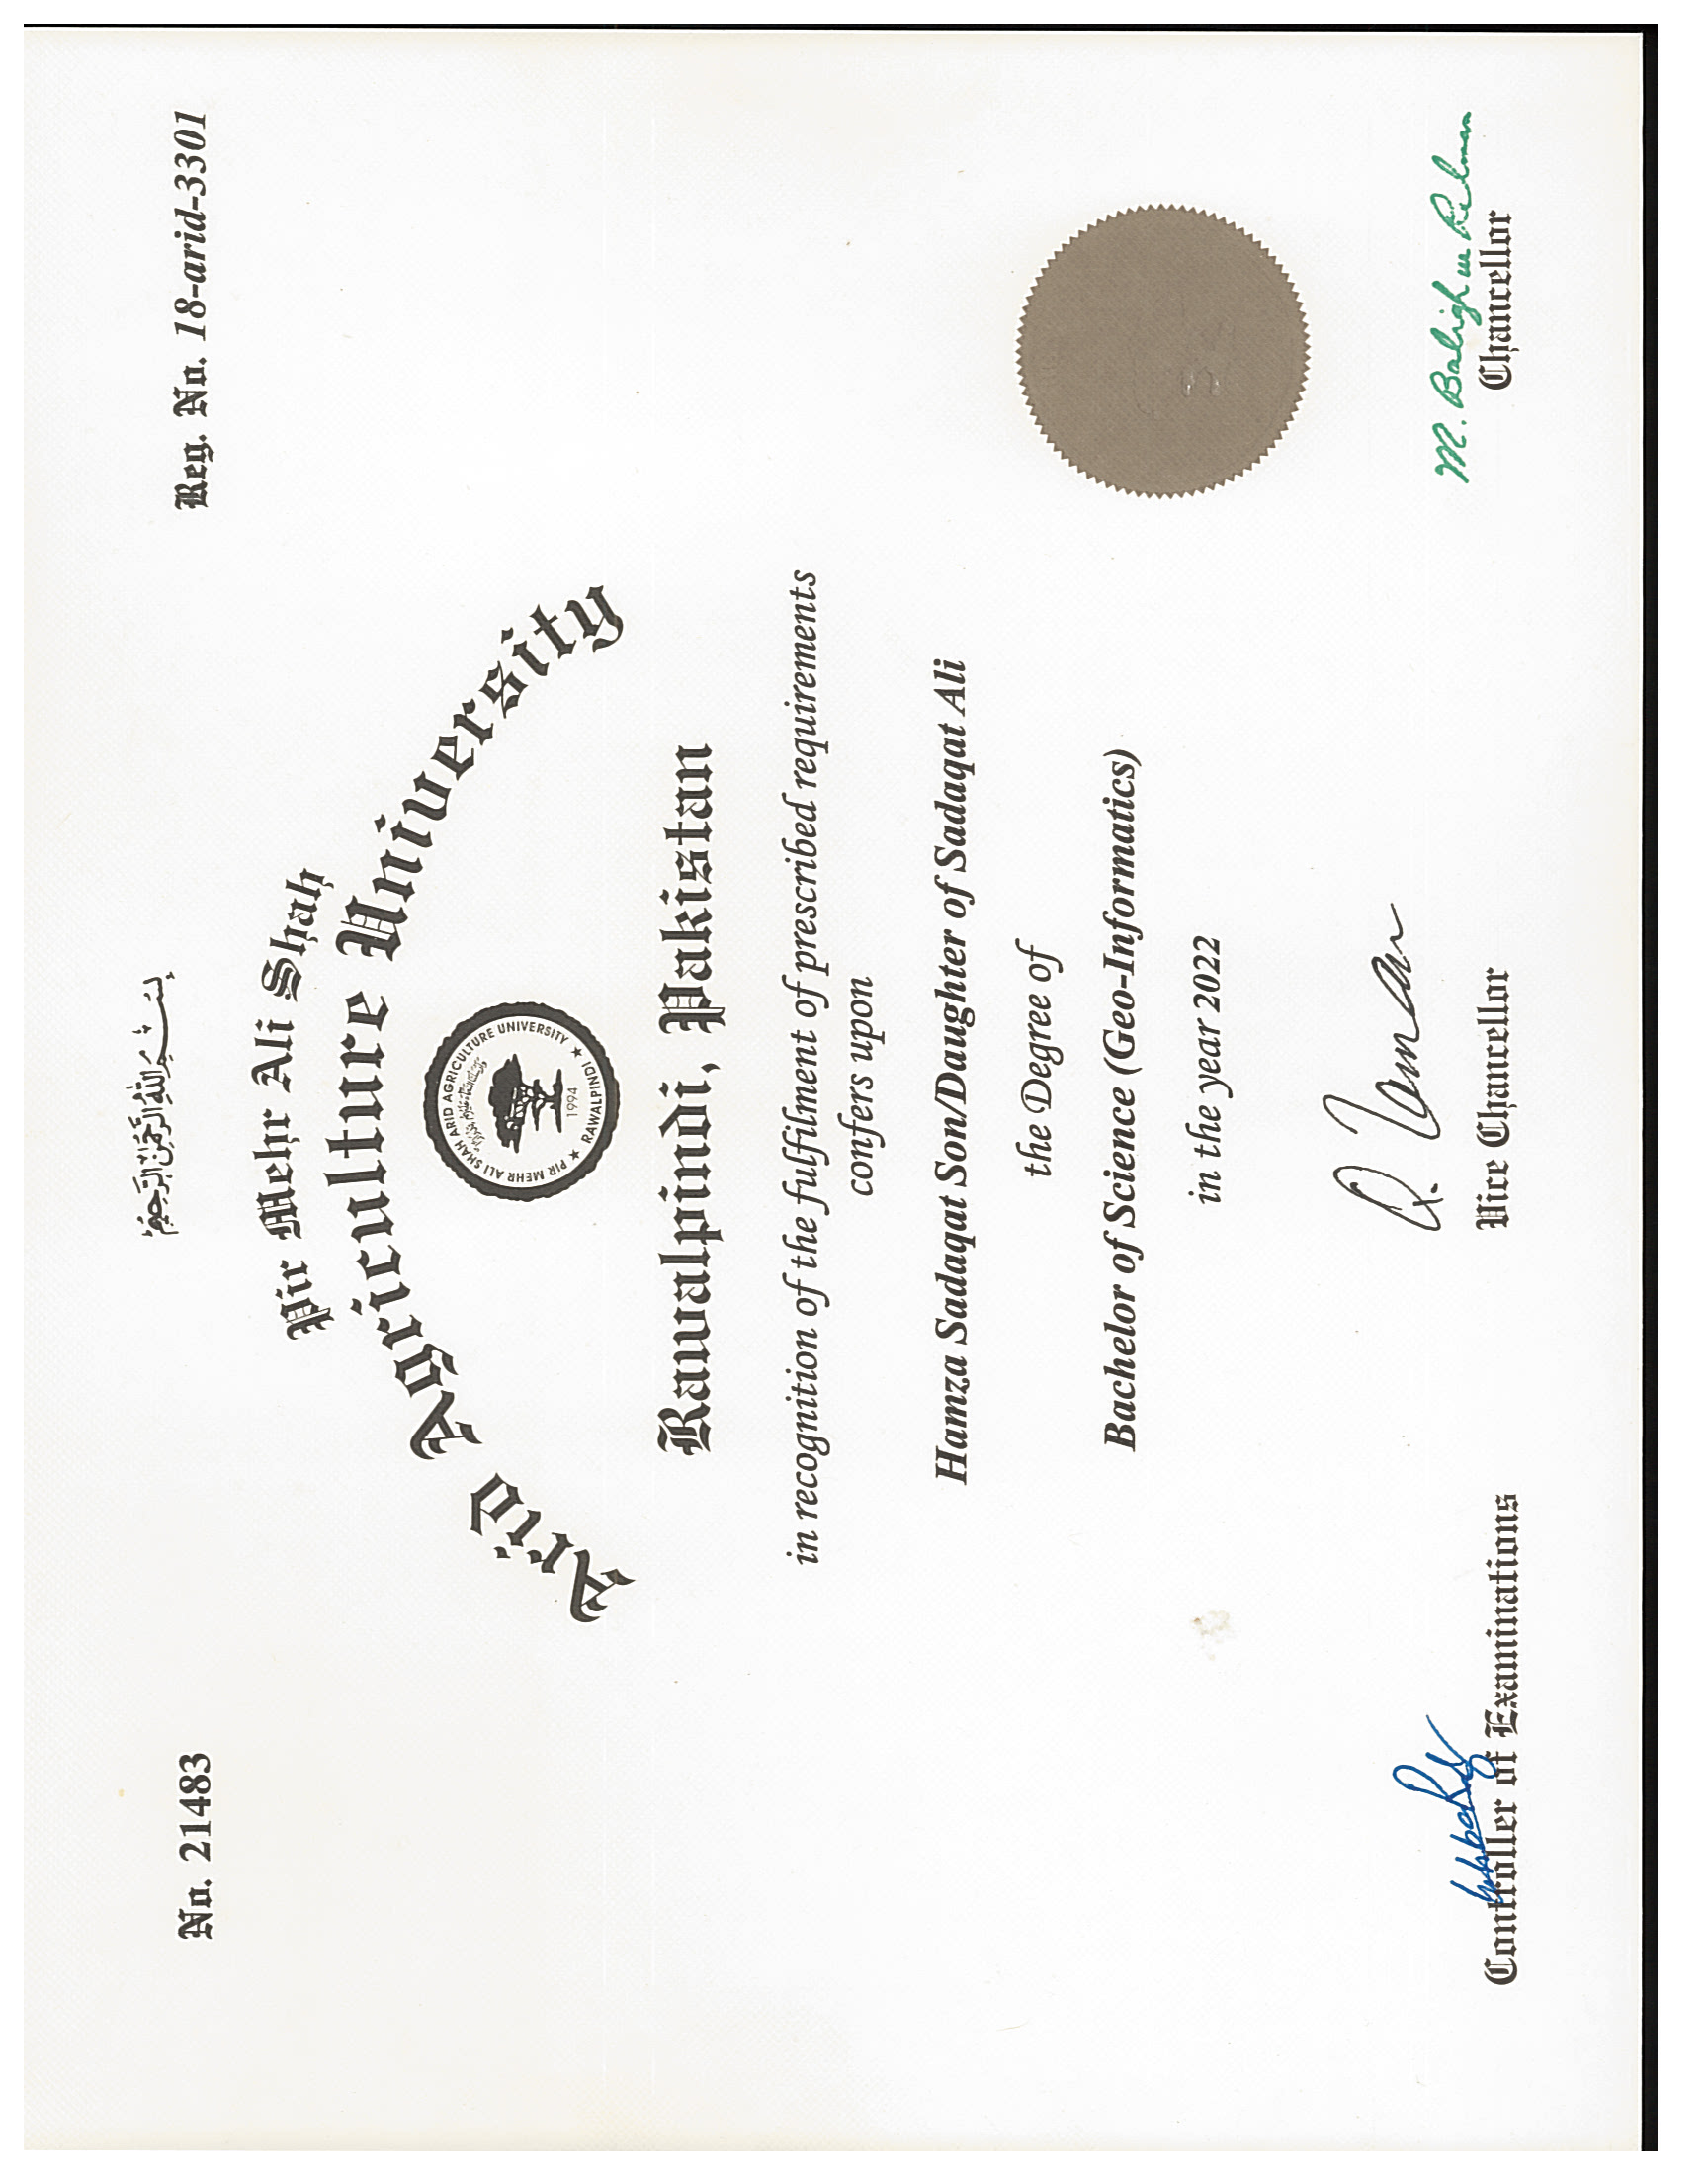 بِسْمِ اللهِ الرَّحْمٰنِ الرَّحِيْمِ
No. 21483
Reg. No. 18-arid-3301
Pir Mehr Ali Shah
Arid Agriculture University
PIR MEHR ALI SHAH ARID AGRICULTURE UNIVERSITY
1994
★ RAWALPINDI ★
Rawalpindi, Pakistan
in recognition of the fulfilment of prescribed requirements
confers upon
Hamza Sadaqat Son/Daughter of Sadaqat Ali
the Degree of
Bachelor of Science (Geo-Informatics)
in the year 2022
Q. Zaman
M. Baligh ur Rehman
Controller of Examinations
Vice Chancellor
Chancellor